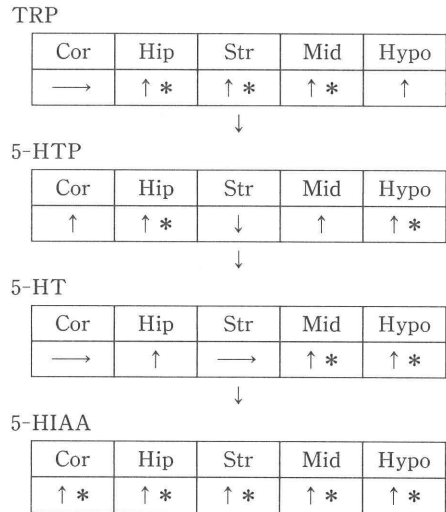 TRP
Cor Hip Str Mid Hypo
→ ↑* ↑* ↑* ↑
↓
5-HTP
Cor Hip Str Mid Hypo
↑ ↑* ↓ ↑ ↑*
↓
5-HT
Cor Hip Str Mid Hypo
→ ↑ → ↑* ↑*
↓
5-HIAA
Cor Hip Str Mid Hypo
↑* ↑* ↑* ↑* ↑*